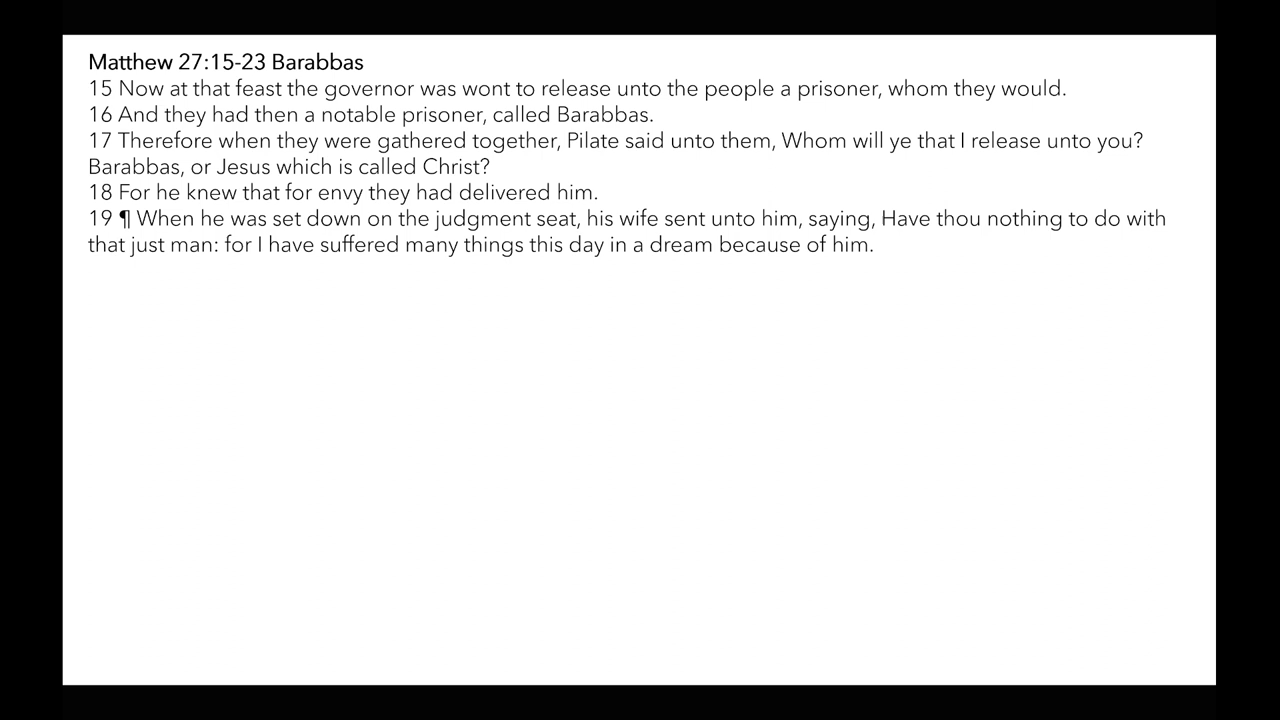 Matthew 27:15-23 Barabbas
15 Now at that feast the governor was wont to release unto the people a prisoner, whom they would.
16 And they had then a notable prisoner, called Barabbas.
17 Therefore when they were gathered together, Pilate said unto them, Whom will ye that I release unto you?
Barabbas, or Jesus which is called Christ?
18 For he knew that for envy they had delivered him.
19 ¶ When he was set down on the judgment seat, his wife sent unto him, saying, Have thou nothing to do with
that just man: for I have suffered many things this day in a dream because of him.